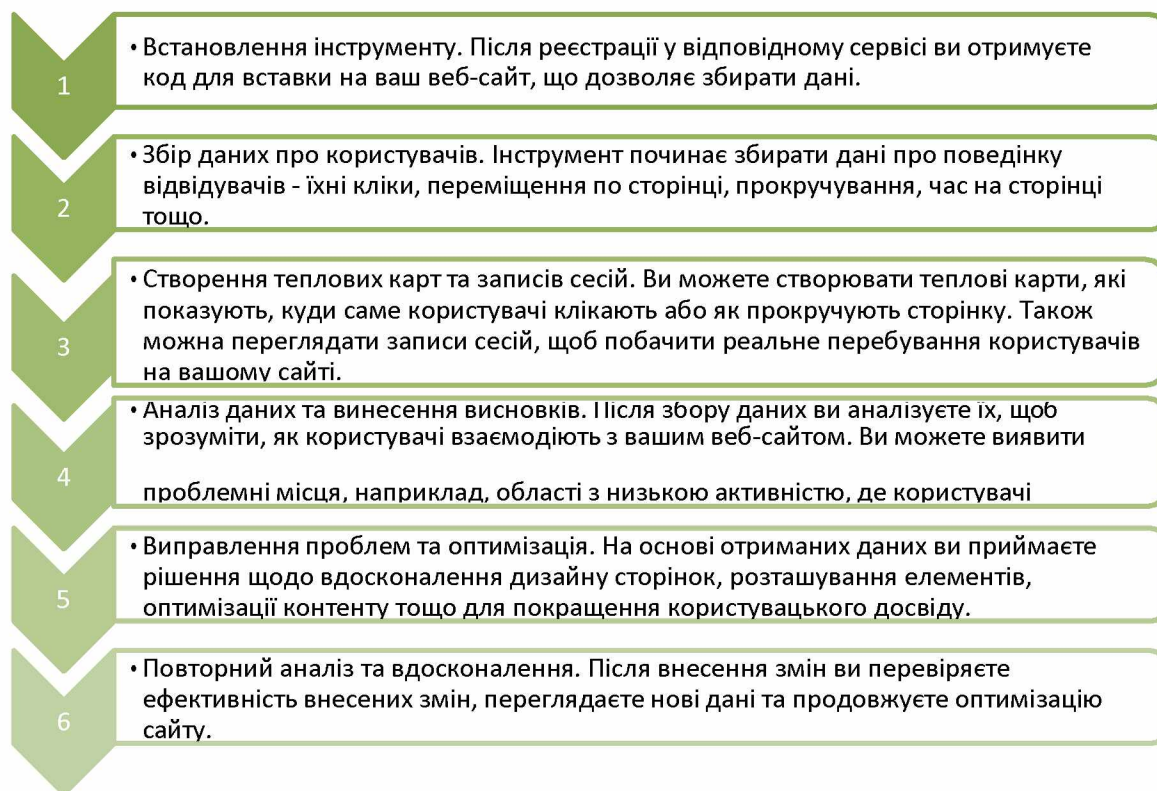 1
• Встановлення інструменту. Після реєстрації у відповідному сервісі ви отримуєте
код для вставки на ваш веб-сайт, що дозволяє збирати дані.
2
• Збір даних про користувачів. Інструмент починає збирати дані про поведінку
відвідувачів - їхні кліки, переміщення по сторінці, прокручування, час на сторінці
тощо.
3
• Створення теплових карт та записів сесій. Ви можете створювати теплові карти, які
показують, куди саме користувачі клікають або як прокручують сторінку. Також
можна переглядати записи сесій, щоб побачити реальне перебування користувачів
на вашому сайті.
4
• Аналіз даних та винесення висновків. Після збору даних ви аналізуєте їх, щоб
зрозуміти, як користувачі взаємодіють з вашим веб-сайтом. Ви можете виявити
проблемні місця, наприклад, області з низькою активністю, де користувачі
5
• Виправлення проблем та оптимізація. На основі отриманих даних ви приймаєте
рішення щодо вдосконалення дизайну сторінок, розташування елементів,
оптимізації контенту тощо для покращення користувацького досвіду.
6
• Повторний аналіз та вдосконалення. Після внесення змін ви перевіряєте
ефективність внесених змін, переглядаєте нові дані та продовжуєте оптимізацію
сайту.